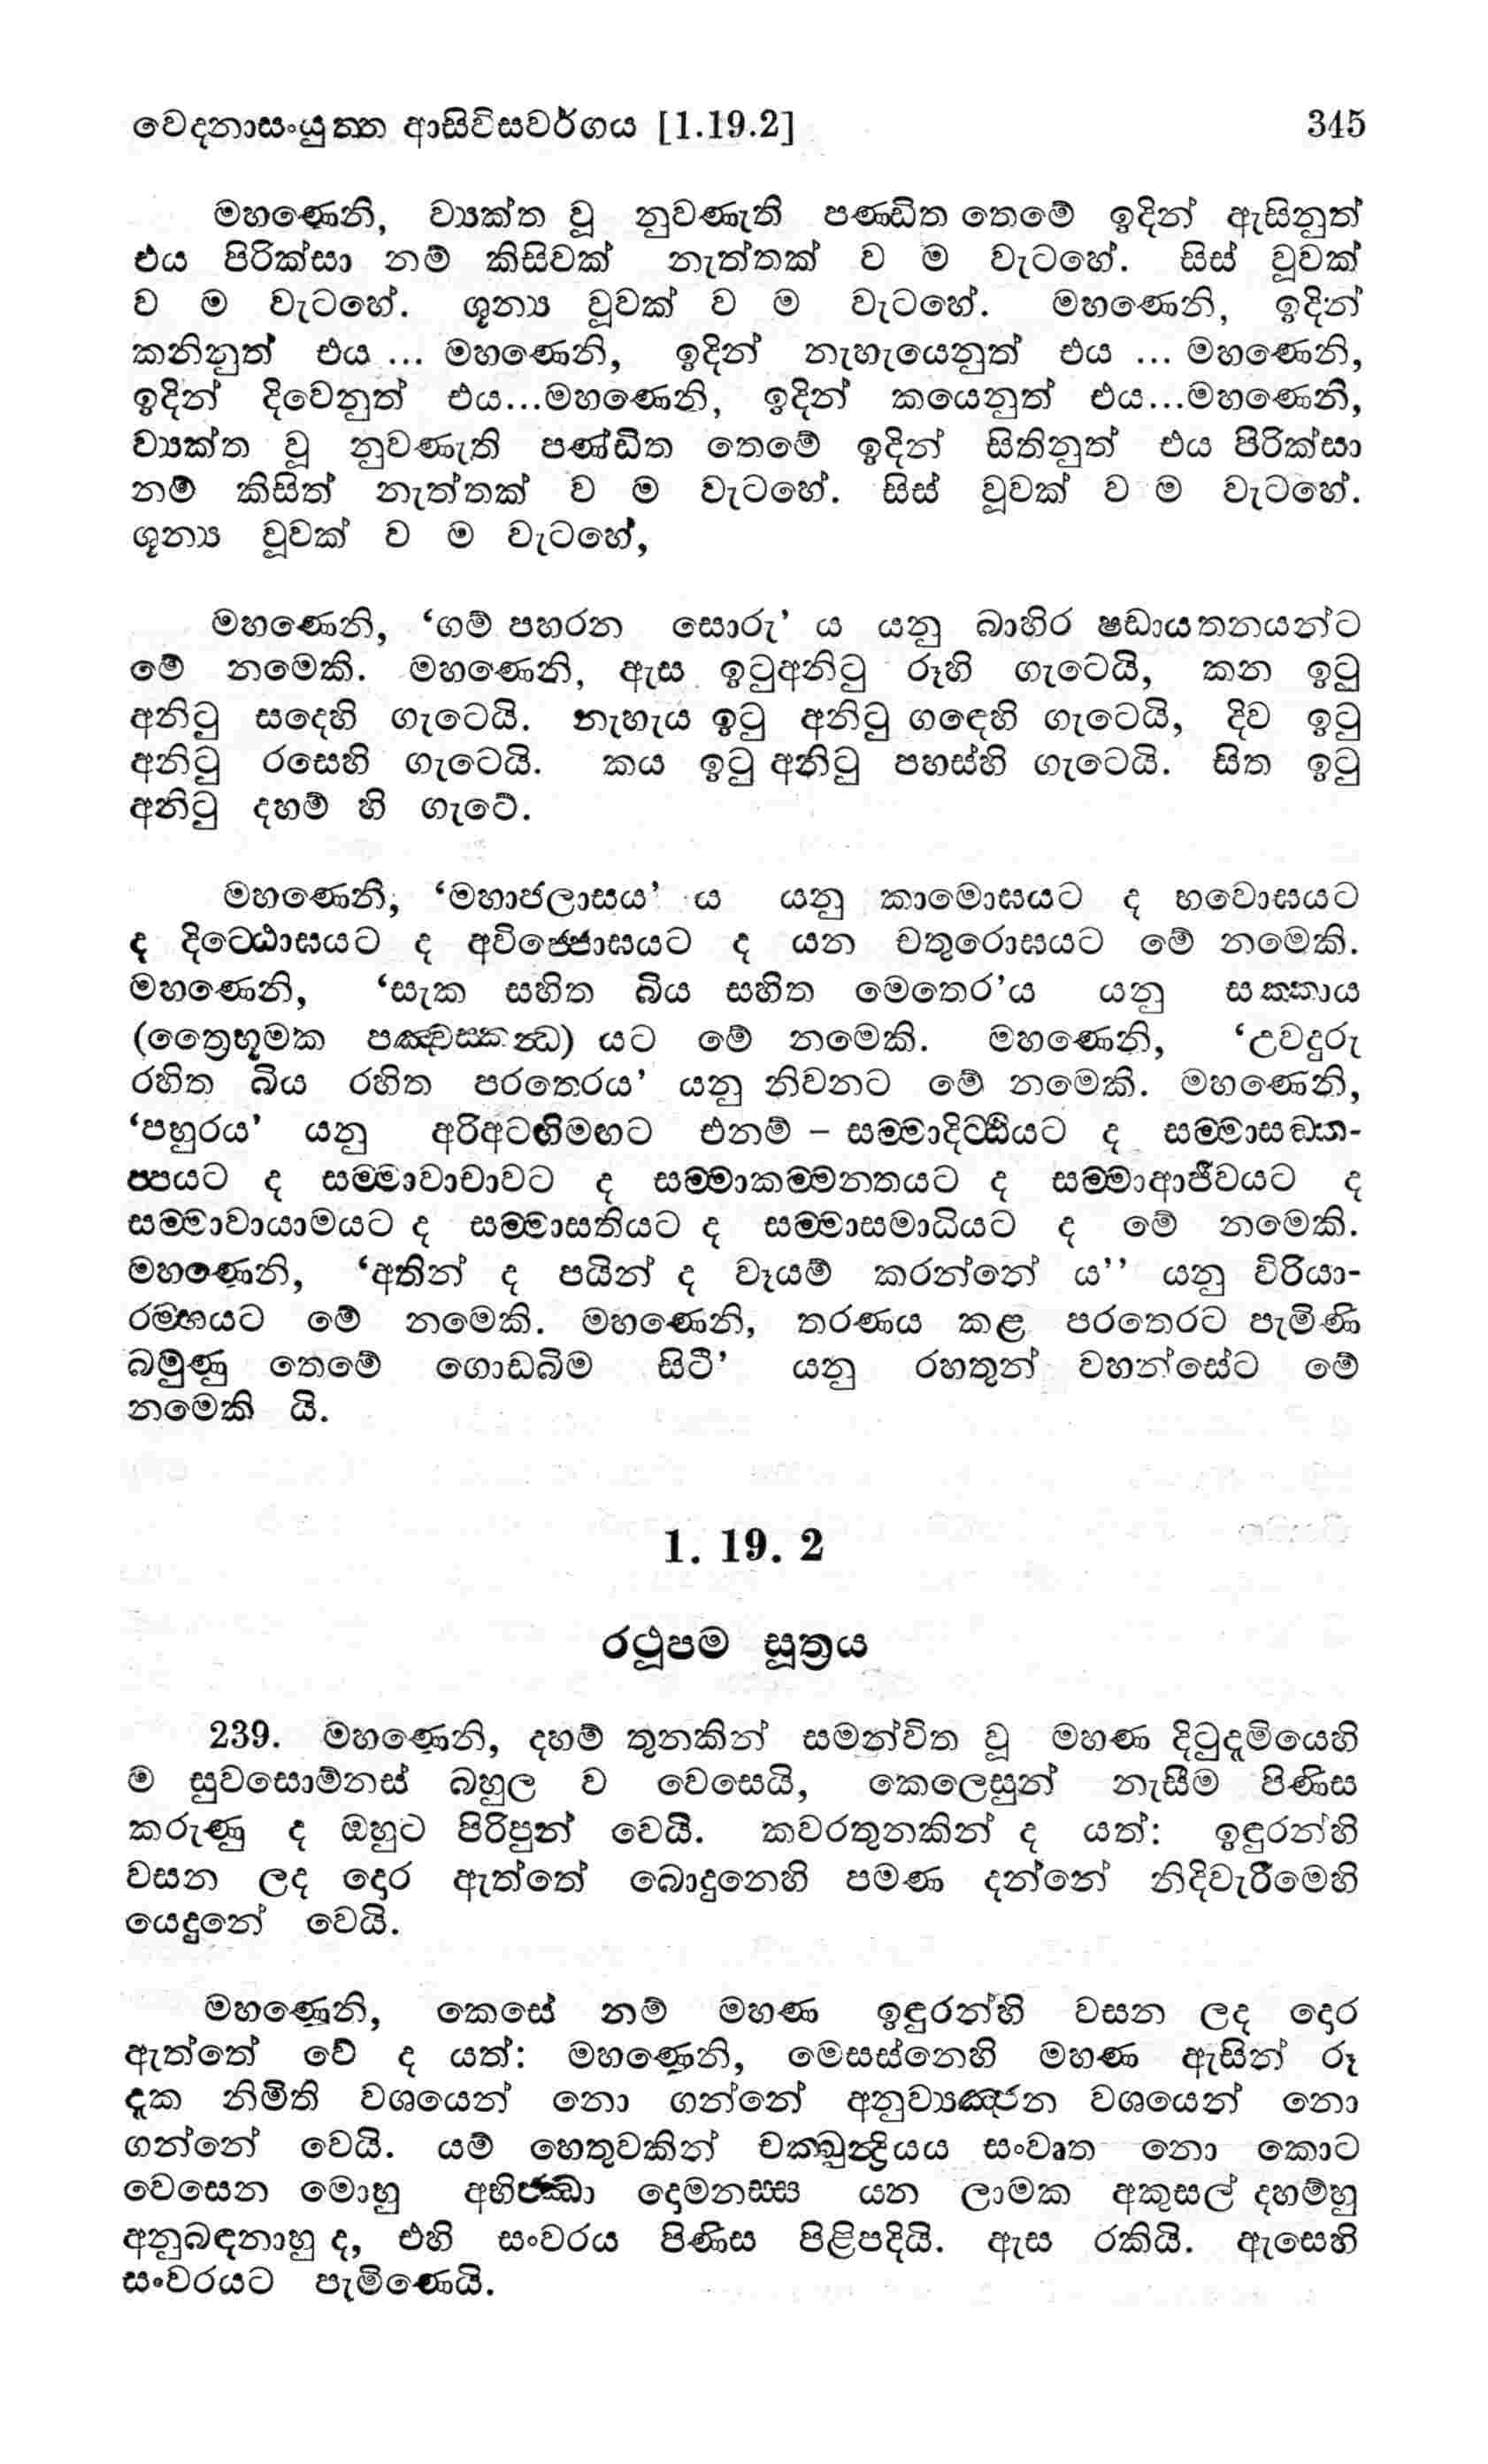 වෙදනාසංයුත්ත ආසිවිසවර්ගය [1.19.2] 345
මහණෙනි, ව්‍යක්ත වූ නුවණැති පණ්ඩිත තෙමේ ඉදින් ඇසිනුත්
එය පිරික්සා නම් කිසිවක් නැත්තක් ව ම වැටහේ. සිස් වූවක්
ව ම වැටහේ. ශූන්‍ය වූවක් ව ම වැටහේ. මහණෙනි, ඉදින්
කනිනුත් එය ... මහණෙනි, ඉදින් නැහැයෙනුත් එය ... මහණෙනි,
ඉදින් දිවෙනුත් එය...මහණෙනි, ඉදින් කයෙනුත් එය...මහණෙනි,
ව්‍යක්ත වූ නුවණැති පණ්ඩිත තෙමේ ඉදින් සිතිනුත් එය පිරික්සා
නම් කිසිත් නැත්තක් ව ම වැටහේ. සිස් වූවක් ව ම වැටහේ.
ශූන්‍ය වූවක් ව ම වැටහේ,
මහණෙනි, ‘ගම් පහරන සොරු’ ය යනු බාහිර ෂඩායතනයන්ට
මේ නමෙකි. මහණෙනි, ඇස ඉටුඅනිටු රූහි ගැටෙයි, කන ඉටු
අනිටු සදෙහි ගැටෙයි. නැහැය ඉටු අනිටු ගඳෙහි ගැටෙයි, දිව ඉටු
අනිටු රසෙහි ගැටෙයි. කය ඉටු අනිටු පහස්හි ගැටෙයි. සිත ඉටු
අනිටු දහම් හි ගැටේ.
මහණෙනි, ‘මහාජලාසය’ ය යනු කාමොඝයට ද භවොඝයට
ද දිට්ඨොඝයට ද අවිජ්ජොඝයට ද යන චතුරොඝයට මේ නමෙකි.
මහණෙනි, ‘සැක සහිත බිය සහිත මෙතෙර’ය යනු සක්කාය
(ත්‍රෛභූමක පඤ්චස්කන්ධ) යට මේ නමෙකි. මහණෙනි, ‘උවදුරු
රහිත බිය රහිත පරතෙරය’ යනු නිවනට මේ නමෙකි. මහණෙනි,
‘පහුරය’ යනු අරිඅටඟිමඟට එනම් – සම්මාදිට්ඨියට ද සම්මාසඞ්ක-
ප්පයට ද සම්මාවාචාවට ද සම්මාකම්මන්තයට ද සම්මාආජීවයට ද
සම්මාවායාමයට ද සම්මාසතියට ද සම්මාසමාධියට ද මේ නමෙකි.
මහණෙනි, ‘අතින් ද පයින් ද වෑයම් කරන්නේ ය’’ යනු විරියා-
රම්භයට මේ නමෙකි. මහණෙනි, තරණය කළ පරතෙරට පැමිණි
බමුණු තෙමේ ගොඩබිම සිටී’ යනු රහතුන් වහන්සේට මේ
නමෙකි යි.
1. 19. 2
රථූපම සූත්‍රය
239. මහණෙනි, දහම් තුනකින් සමන්විත වූ මහණ දිටුදැමියෙහි
ම සුවසොම්නස් බහුල ව වෙසෙයි, කෙලෙසුන් නැසීම පිණිස
කරුණු ද ඔහුට පිරිපුන් වෙයි. කවරතුනකින් ද යත්: ඉඳුරන්හි
වසන ලද දොර ඇත්තේ බොදුනෙහි පමණ දන්නේ නිදිවැරීමෙහි
යෙදුනේ වෙයි.
මහණෙනි, කෙසේ නම් මහණ ඉඳුරන්හි වසන ලද දොර
ඇත්තේ වේ ද යත්: මහණෙනි, මෙසස්නෙහි මහණ ඇසින් රූ
දැක නිමිති වශයෙන් නො ගන්නේ අනුව්‍යඤ්ජන වශයෙන් නො
ගන්නේ වෙයි. යම් හෙතුවකින් චක්ඛුන්ද්‍රියය සංවෘත නො කොට
වෙසෙන මොහු අභිජ්ඣා දොමනස්ස යන ලාමක අකුසල් දහම්හු
අනුබඳනාහු ද, එහි සංවරය පිණිස පිළිපදියි. ඇස රකියි. ඇසෙහි
සංවරයට පැමිණෙයි.